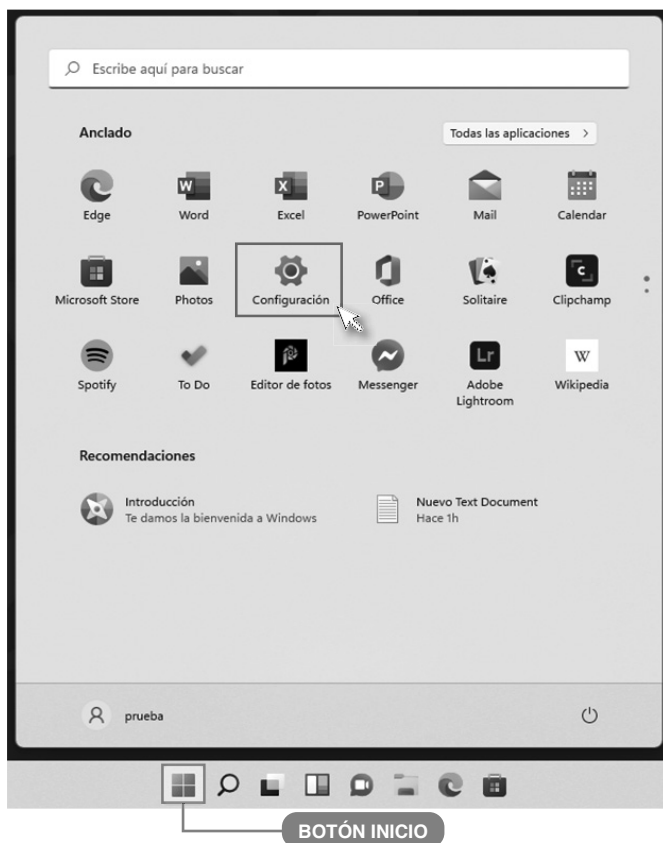 Escribe aquí para buscar
Anclado
Todas las aplicaciones >
Edge
Word
Excel
PowerPoint
Mail
Calendar
Microsoft Store
Photos
Configuración
Office
Solitaire
Clipchamp
Spotify
To Do
Editor de fotos
Messenger
Lr
Adobe
Lightroom
W
Wikipedia
Recomendaciones
Introducción
Te damos la bienvenida a Windows
Nuevo Text Document
Hace 1h
prueba
BOTÓN INICIO